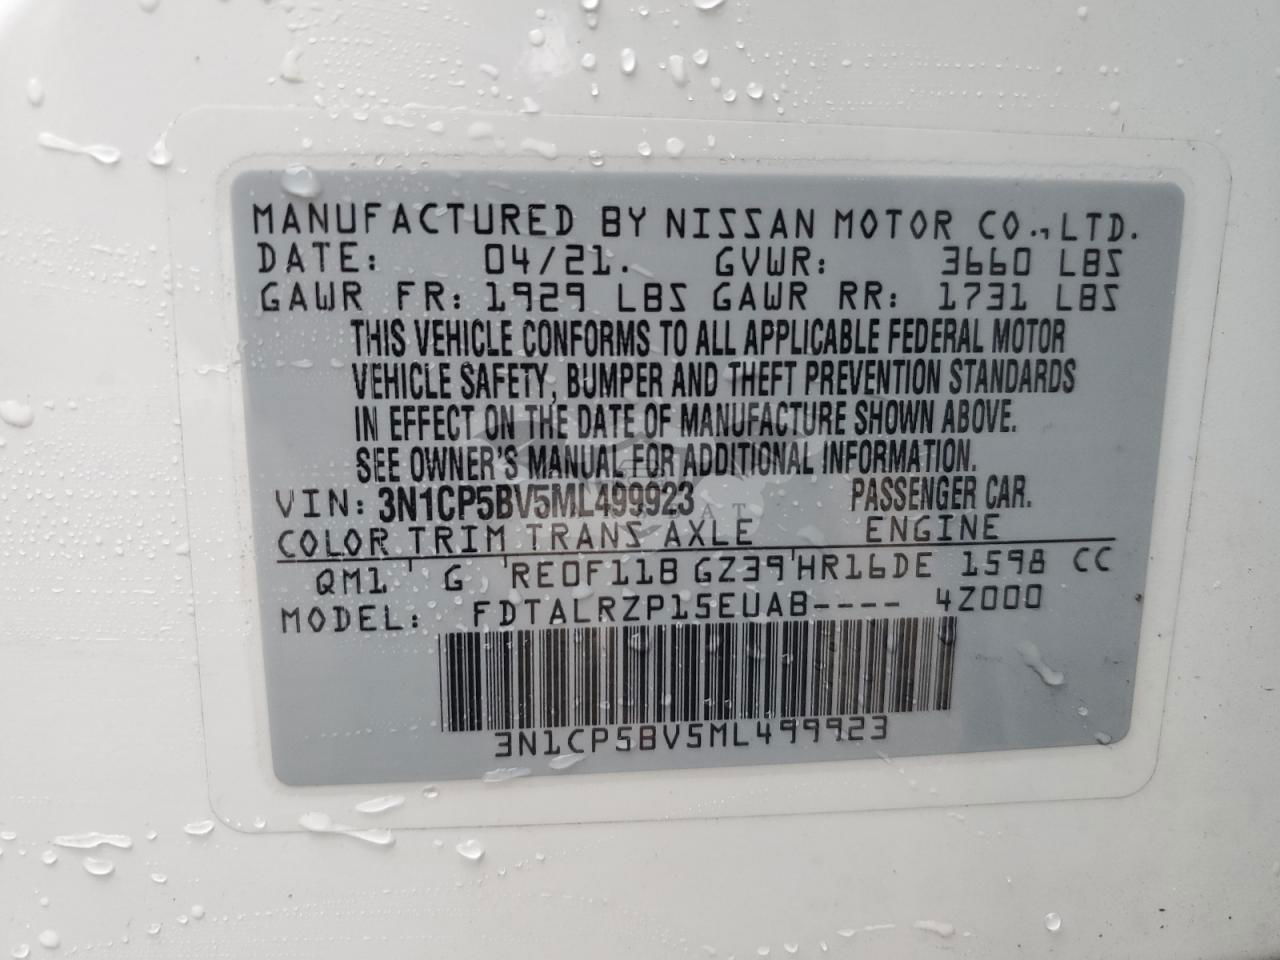 MANUFACTURED BY NISSAN MOTOR CO., LTD.
DATE: 04/21. GVWR: 3660 LBS
GAWR FR: 1929 LBS GAWR RR: 1731 LBS
THIS VEHICLE CONFORMS TO ALL APPLICABLE FEDERAL MOTOR
VEHICLE SAFETY, BUMPER AND THEFT PREVENTION STANDARDS
IN EFFECT ON THE DATE OF MANUFACTURE SHOWN ABOVE.
SEE OWNER'S MANUAL FOR ADDITIONAL INFORMATION.
VIN: 3N1CP5BV5ML499923 PASSENGER CAR.
COLOR TRIM TRANS AXLE ENGINE
QM1 G RE0F11B GZ39 HR16DE 1598 CC
MODEL: FDTALRZP15EUAB---- 4Z000
3N1CP5BV5ML499923